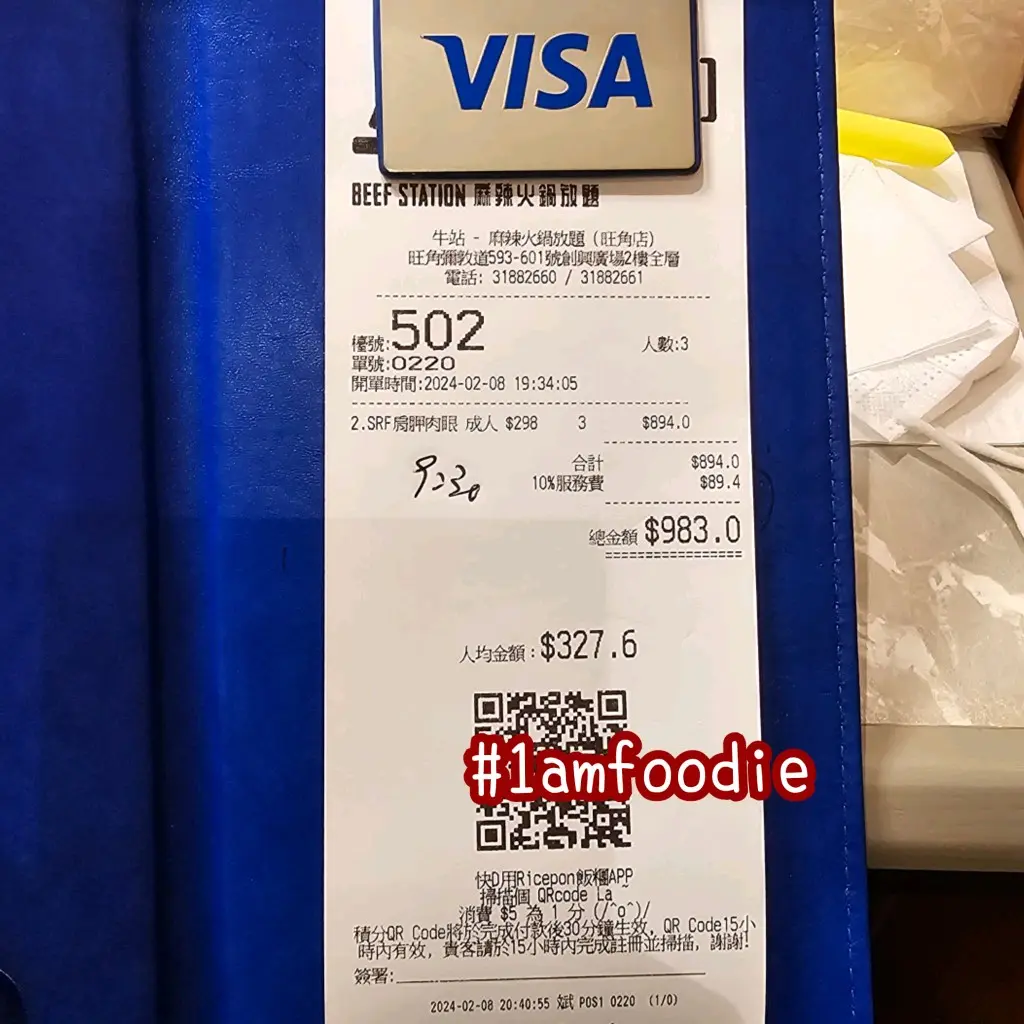 VISA
BEEF STATION 麻辣火鍋放題
牛站 - 麻辣火鍋放題 (旺角店)
旺角彌敦道593-601號創興廣場2樓全層
電話: 31882660 / 31882661
檯號:502 人數:3
單號:0220
開單時間:2024-02-08 19:34:05
2.SRF肩胛肉眼 成人 $298 3 $894.0
合計 $894.0
10%服務費 $89.4
總金額 $983.0
人均金額:$327.6
#1amfoodie
快D用Ricepon飯糰APP
掃描個 QRcode La~
消費 $5 為 1 分 (/^o^)/
積分QR Code將於完成付款後30分鐘生效, QR Code15小
時內有效, 貴客請於15小時內完成註冊並掃描, 謝謝!
簽署:
2024-02-08 20:40:55 斌 POS1 0220 (1/0)